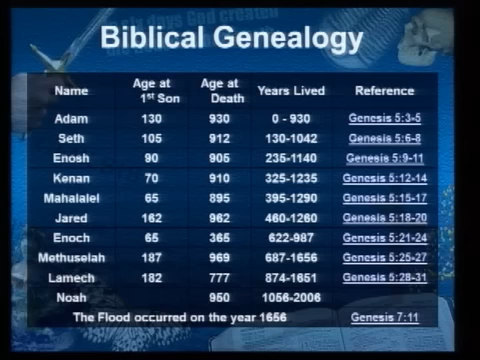 six days God created
Biblical Genealogy
Name Age at 1st Son Age at Death Years Lived Reference
Adam 130 930 0 - 930 Genesis 5:3-5
Seth 105 912 130-1042 Genesis 5:6-8
Enosh 90 905 235-1140 Genesis 5:9-11
Kenan 70 910 325-1235 Genesis 5:12-14
Mahalalel 65 895 395-1290 Genesis 5:15-17
Jared 162 962 460-1260 Genesis 5:18-20
Enoch 65 365 622-987 Genesis 5:21-24
Methuselah 187 969 687-1656 Genesis 5:25-27
Lamech 182 777 874-1651 Genesis 5:28-31
Noah 950 1056-2006
The Flood occurred on the year 1656 Genesis 7:11